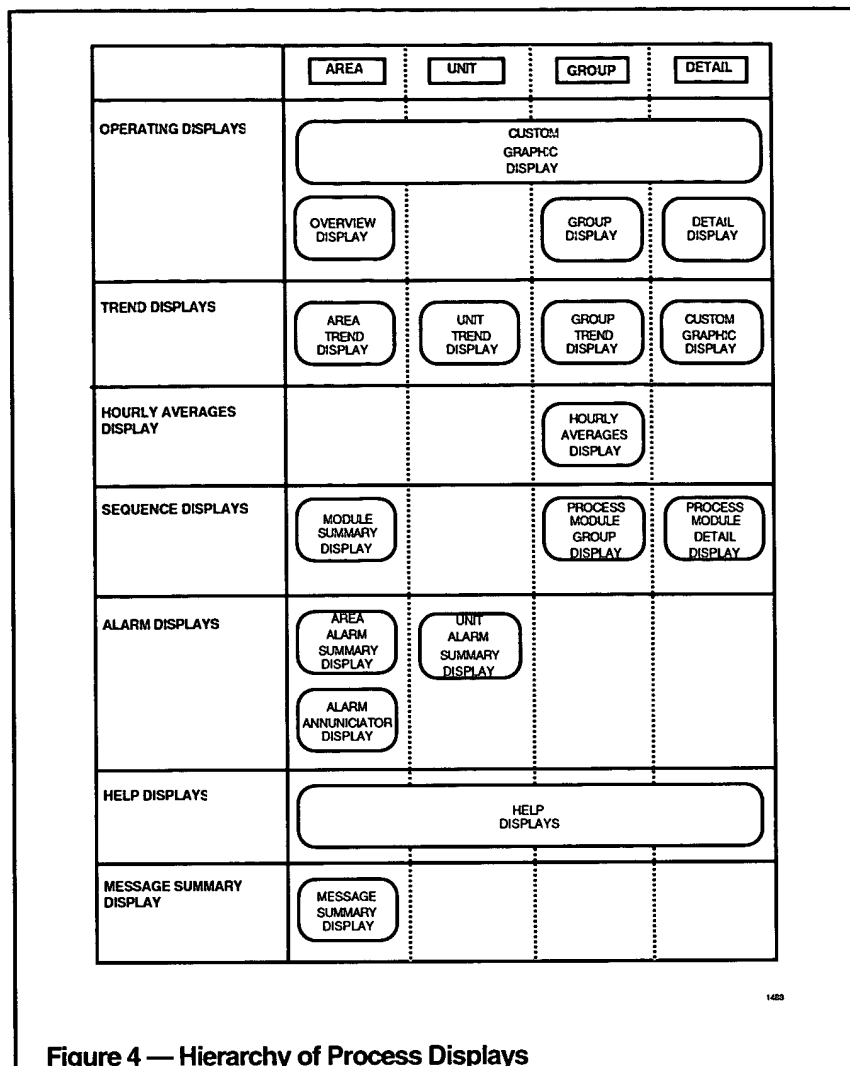 AREA UNIT GROUP DETAIL
OPERATING DISPLAYS
CUSTOM
GRAPHIC
DISPLAY
OVERVIEW
DISPLAY
GROUP
DISPLAY
DETAIL
DISPLAY
TREND DISPLAYS
AREA
TREND
DISPLAY
UNIT
TREND
DISPLAY
GROUP
TREND
DISPLAY
CUSTOM
GRAPHIC
DISPLAY
HOURLY AVERAGES
DISPLAY
HOURLY
AVERAGES
DISPLAY
SEQUENCE DISPLAYS
MODULE
SUMMARY
DISPLAY
PROCESS
MODULE
GROUP
DISPLAY
PROCESS
MODULE
DETAIL
DISPLAY
ALARM DISPLAYS
AREA
ALARM
SUMMARY
DISPLAY
UNIT
ALARM
SUMMARY
DISPLAY
ALARM
ANNUNICIATOR
DISPLAY
HELP DISPLAYS
HELP
DISPLAYS
MESSAGE SUMMARY
DISPLAY
MESSAGE
SUMMARY
DISPLAY
1483
Figure 4 — Hierarchy of Process Displays